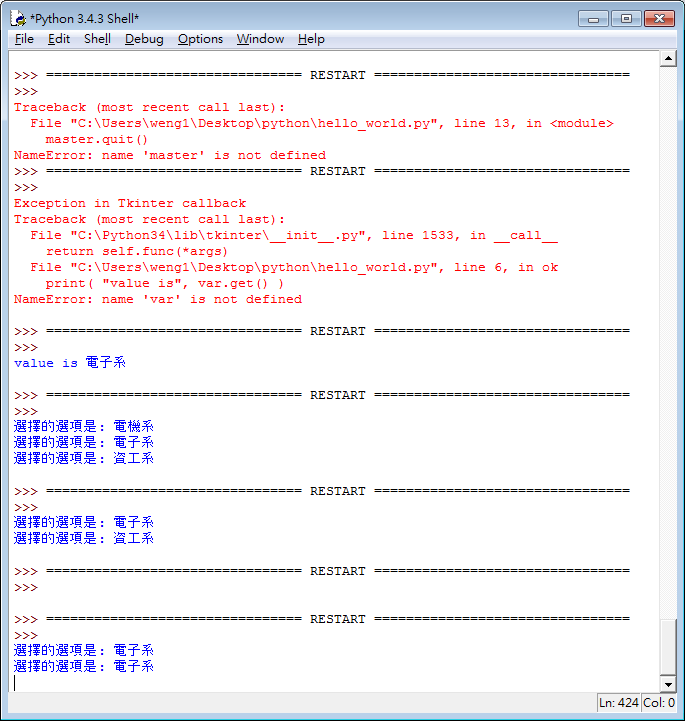 *Python 3.4.3 Shell*
File Edit Shell Debug Options Window Help
>>> ================================ RESTART ================================
>>>
Traceback (most recent call last):
  File "C:\Users\weng1\Desktop\python\hello_world.py", line 13, in <module>
    master.quit()
NameError: name 'master' is not defined
>>> ================================ RESTART ================================
>>>
Exception in Tkinter callback
Traceback (most recent call last):
  File "C:\Python34\lib\tkinter\__init__.py", line 1533, in __call__
    return self.func(*args)
  File "C:\Users\weng1\Desktop\python\hello_world.py", line 6, in ok
    print( "value is", var.get() )
NameError: name 'var' is not defined
>>> ================================ RESTART ================================
>>>
value is 電子系
>>> ================================ RESTART ================================
>>>
選擇的選項是: 電機系
選擇的選項是: 電子系
選擇的選項是: 資工系
>>> ================================ RESTART ================================
>>>
選擇的選項是: 電子系
選擇的選項是: 資工系
>>> ================================ RESTART ================================
>>>
>>> ================================ RESTART ================================
>>>
選擇的選項是: 電子系
選擇的選項是: 電子系
Ln: 424 Col: 0